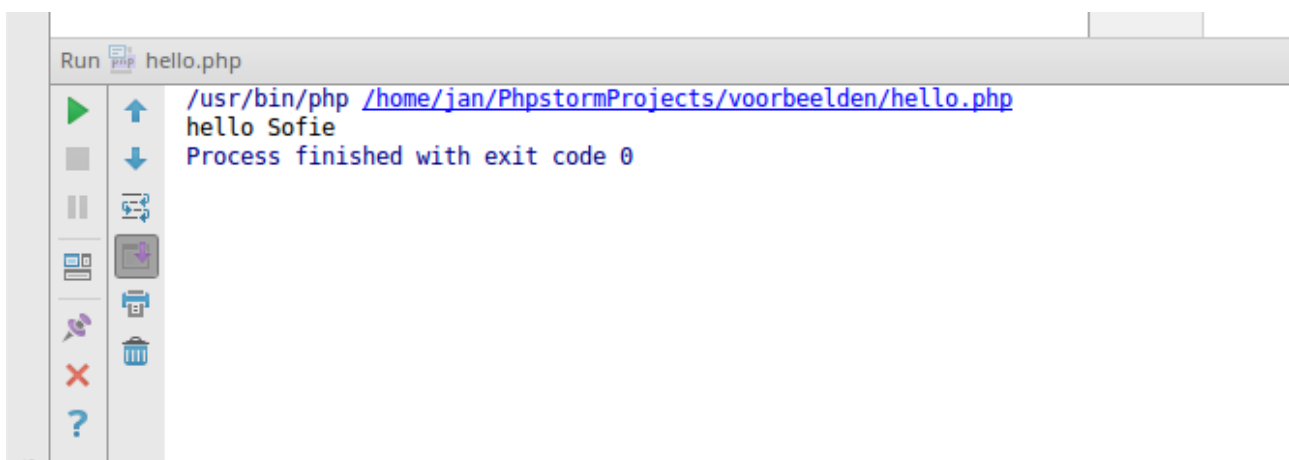 Run hello.php
/usr/bin/php /home/jan/PhpstormProjects/voorbeelden/hello.php
hello Sofie
Process finished with exit code 0